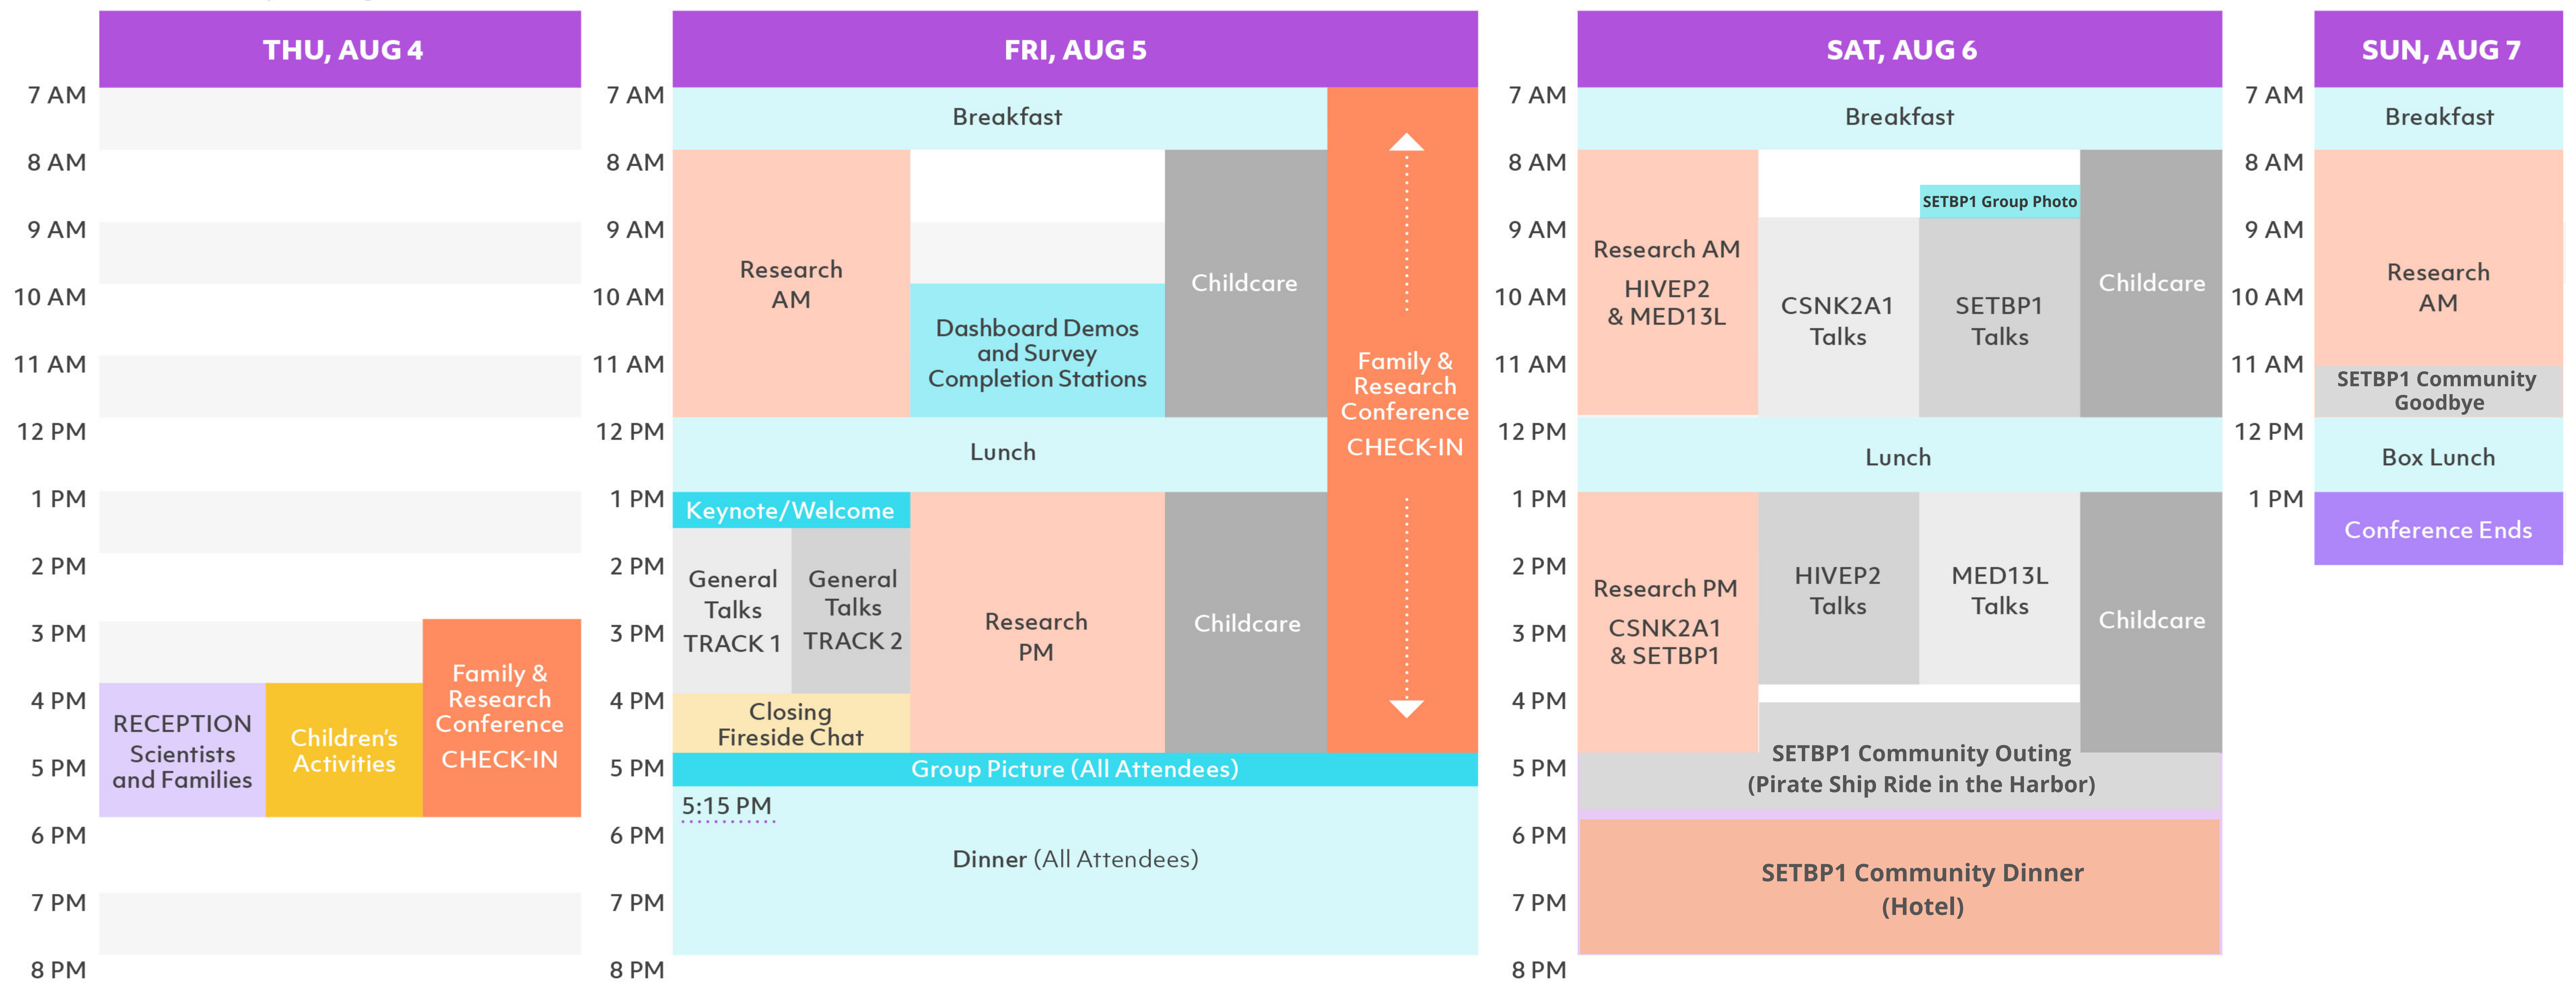 THU, AUG 4
7 AM
8 AM
9 AM
10 AM
11 AM
12 PM
1 PM
2 PM
3 PM
4 PM
5 PM
6 PM
7 PM
8 PM
RECEPTION
Scientists
and Families
Children's
Activities
Family &
Research
Conference
CHECK-IN
FRI, AUG 5
7 AM
8 AM
9 AM
10 AM
11 AM
12 PM
1 PM
2 PM
3 PM
4 PM
5 PM
6 PM
7 PM
8 PM
Breakfast
Research
AM
Dashboard Demos
and Survey
Completion Stations
Childcare
Family &
Research
Conference
CHECK-IN
Lunch
Keynote/Welcome
General
Talks
TRACK 1
General
Talks
TRACK 2
Closing
Fireside Chat
Research
PM
Childcare
Group Picture (All Attendees)
5:15 PM
Dinner (All Attendees)
SAT, AUG 6
7 AM
8 AM
9 AM
10 AM
11 AM
12 PM
1 PM
2 PM
3 PM
4 PM
5 PM
6 PM
7 PM
8 PM
Breakfast
Research AM
HIVEP2
& MED13L
CSNK2A1
Talks
SETBP1 Group Photo
SETBP1
Talks
Childcare
Lunch
Research PM
CSNK2A1
& SETBP1
HIVEP2
Talks
MED13L
Talks
Childcare
SETBP1 Community Outing
(Pirate Ship Ride in the Harbor)
SETBP1 Community Dinner
(Hotel)
SUN, AUG 7
7 AM
8 AM
9 AM
10 AM
11 AM
12 PM
1 PM
Breakfast
Research
AM
SETBP1 Community
Goodbye
Box Lunch
Conference Ends